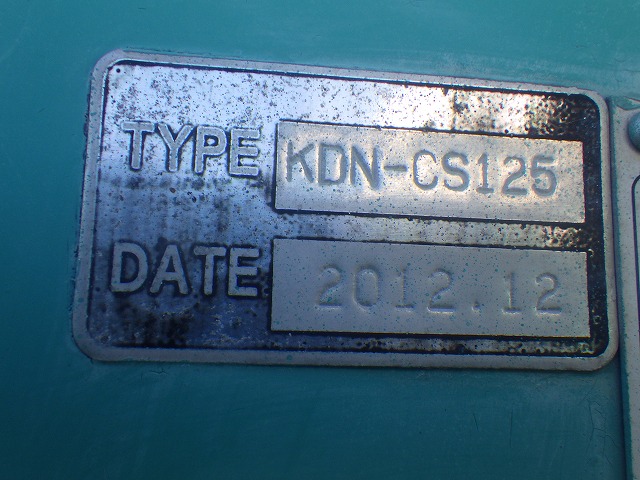 TYPE KDN-CS125
DATE 2012.12